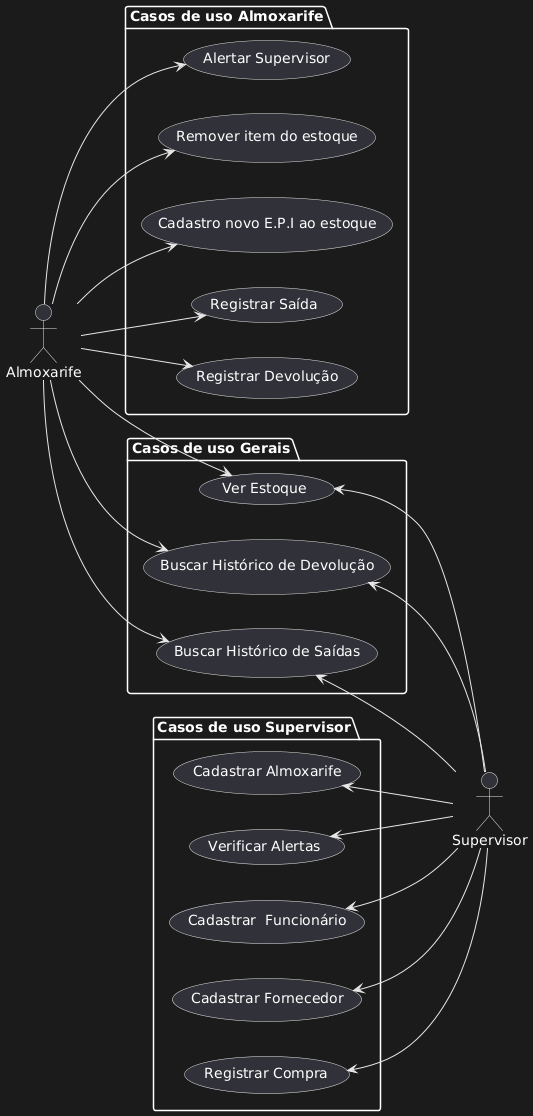 Casos de uso Almoxarife
Alertar Supervisor
Remover item do estoque
Cadastro novo E.P.I ao estoque
Registrar Saída
Registrar Devolução
Almoxarife
Casos de uso Gerais
Ver Estoque
Buscar Histórico de Devolução
Buscar Histórico de Saídas
Casos de uso Supervisor
Cadastrar Almoxarife
Verificar Alertas
Cadastrar  Funcionário
Cadastrar Fornecedor
Registrar Compra
Supervisor